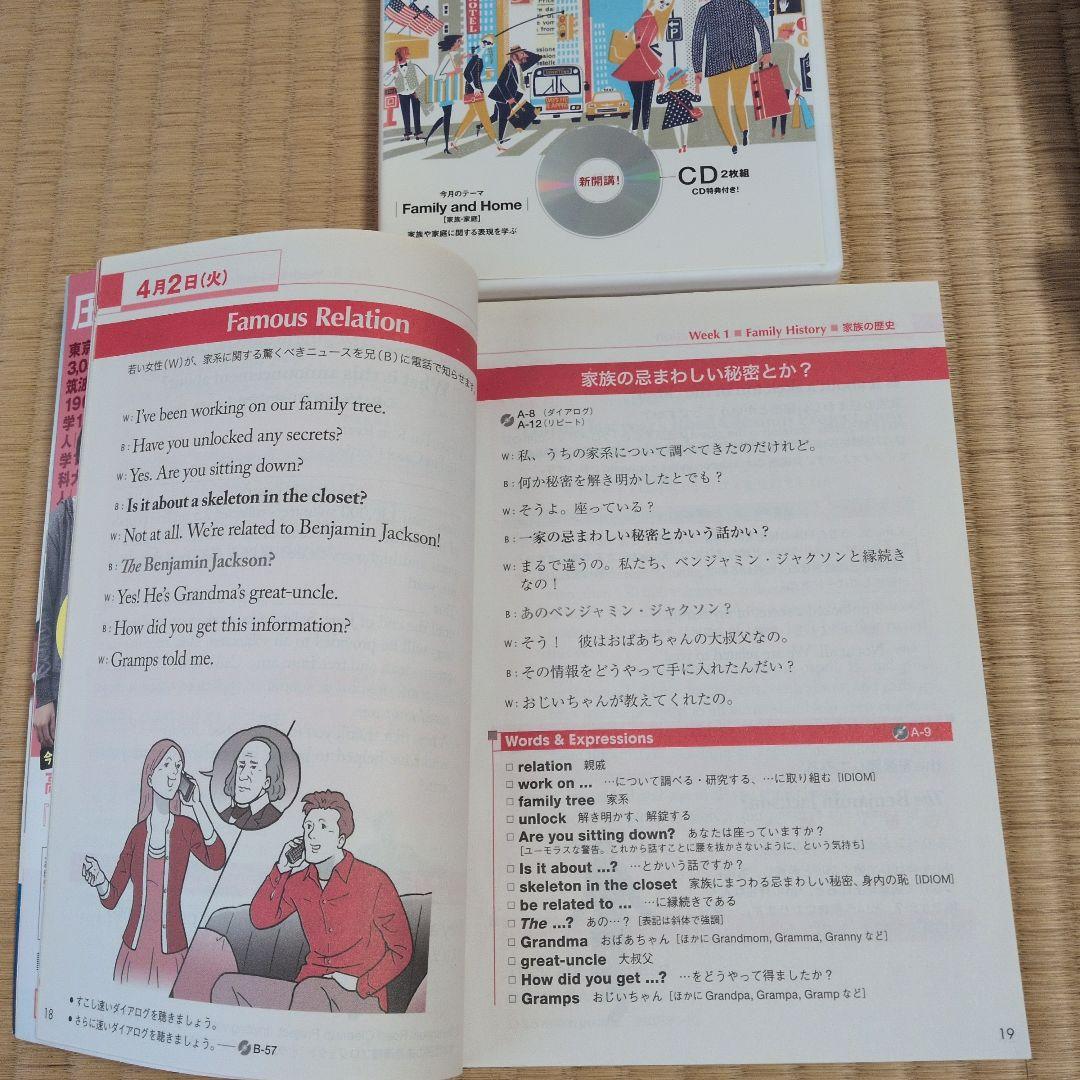 HOTEL
新開講！
CD 2枚組
CD特典付き！
今月のテーマ
Family and Home
［家族・家庭］
家族や家庭に関する表現を学ぶ
4月2日（火）
Famous Relation
若い女性（W）が、家系に関する驚くべきニュースを兄（B）に電話で知らせます。
W: I've been working on our family tree.
B: Have you unlocked any secrets?
W: Yes. Are you sitting down?
B: Is it about a skeleton in the closet?
W: Not at all. We're related to Benjamin Jackson!
B: The Benjamin Jackson?
W: Yes! He's Grandma's great-uncle.
B: How did you get this information?
W: Gramps told me.
● すこし速いダイアログを聴きましょう。
● さらに速いダイアログを聴きましょう。── B-57
18
Week 1 ■ Family History ■ 家族の歴史
家族の忌まわしい秘密とか？
A-8 （ダイアログ）
A-12（リピート）
W: 私、うちの家系について調べてきたのだけれど。
B: 何か秘密を解き明かしたとでも？
W: そうよ。座っている？
B: 一家の忌まわしい秘密とかいう話かい？
W: まるで違うの。私たち、ベンジャミン・ジャクソンと縁続き
なの！
B: あのベンジャミン・ジャクソン？
W: そう！　彼はおばあちゃんの大叔父なの。
B: その情報をどうやって手に入れたんだい？
W: おじいちゃんが教えてくれたの。
Words & Expressions A-9
□ relation 親戚
□ work on ... …について調べる・研究する、…に取り組む［IDIOM］
□ family tree 家系
□ unlock 解き明かす、解錠する
□ Are you sitting down? あなたは座っていますか？
［ユーモラスな警告。これから話すことに腰を抜かさないように、という気持ち］
□ Is it about ...? …とかいう話ですか？
□ skeleton in the closet 家族にまつわる忌まわしい秘密、身内の恥［IDIOM］
□ be related to ... …に縁続きである
□ The ...? あの…？［表記は斜体で強調］
□ Grandma おばあちゃん［ほかに Grandmom, Gramma, Granny など］
□ great-uncle 大叔父
□ How did you get ...? …をどうやって得ましたか？
□ Gramps おじいちゃん［ほかに Grandpa, Grampa, Gramp など］
19